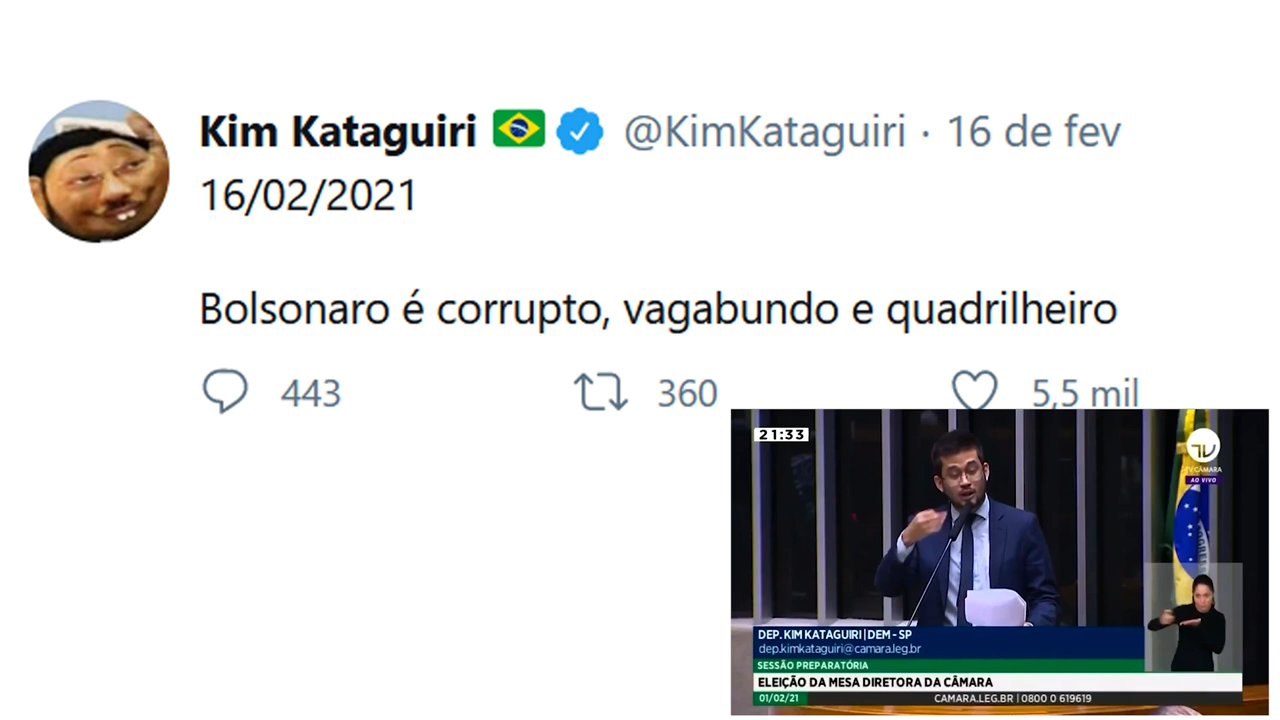 Kim Kataguiri @KimKataguiri · 16 de fev
16/02/2021
Bolsonaro é corrupto, vagabundo e quadrilheiro
443 360 5,5 mil
21:33
TV CÂMARA
AO VIVO
DEP. KIM KATAGUIRI | DEM - SP
dep.kimkataguiri@camara.leg.br
SESSÃO PREPARATÓRIA
ELEIÇÃO DA MESA DIRETORA DA CÂMARA
01/02/21 CAMARA.LEG.BR | 0800 0 619619